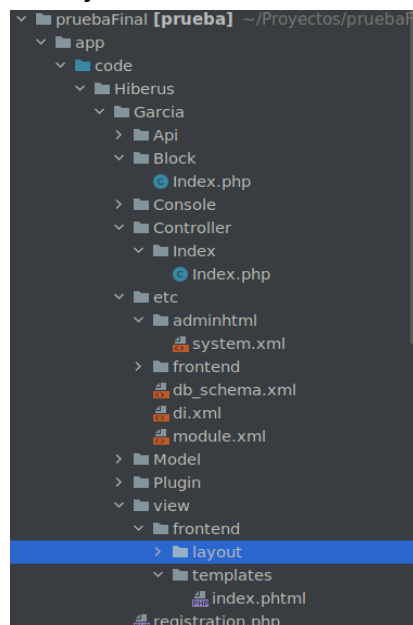 pruebaFinal [prueba] ~/Proyectos/pruebaF
app
code
Hiberus
Garcia
Api
Block
Index.php
Console
Controller
Index
Index.php
etc
adminhtml
system.xml
frontend
db_schema.xml
di.xml
module.xml
Model
Plugin
view
frontend
layout
templates
index.phtml
registration.php